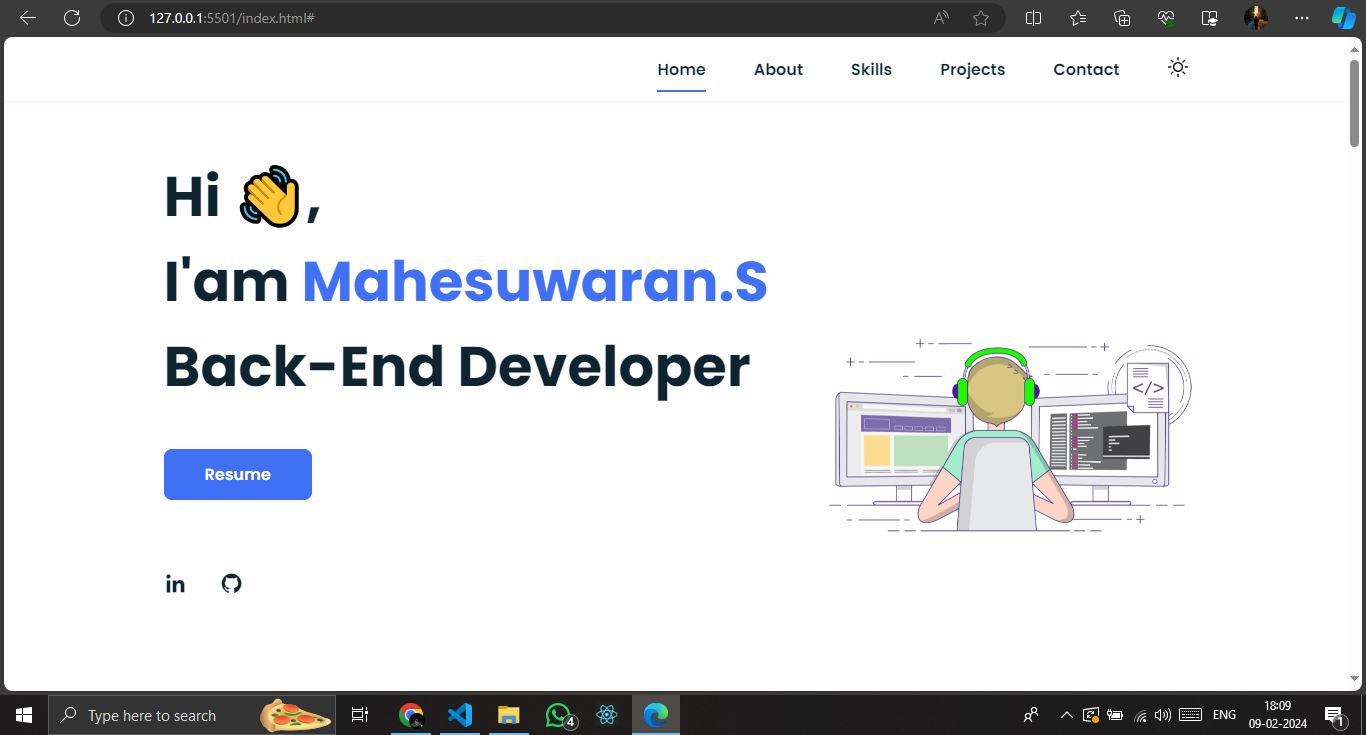 127.0.0.1:5501/index.html#
Home About Skills Projects Contact
Hi 👋,
I'am Mahesuwaran.S
Back-End Developer
</>
Resume
in
Type here to search
4
ENG
18:09
09-02-2024
1